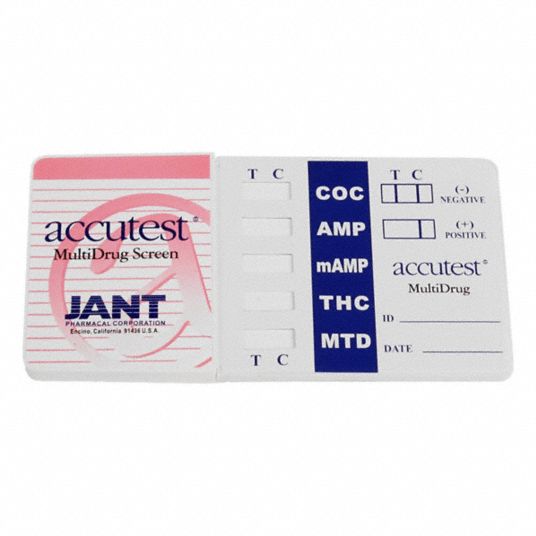 accutest®
MultiDrug Screen
JANT
PHARMACAL CORPORATION
Encino, California 91436 U.S.A.
T C
COC
AMP
mAMP
THC
MTD
T C
T C
(-)
NEGATIVE
(+)
POSITIVE
accutest®
MultiDrug
ID
DATE